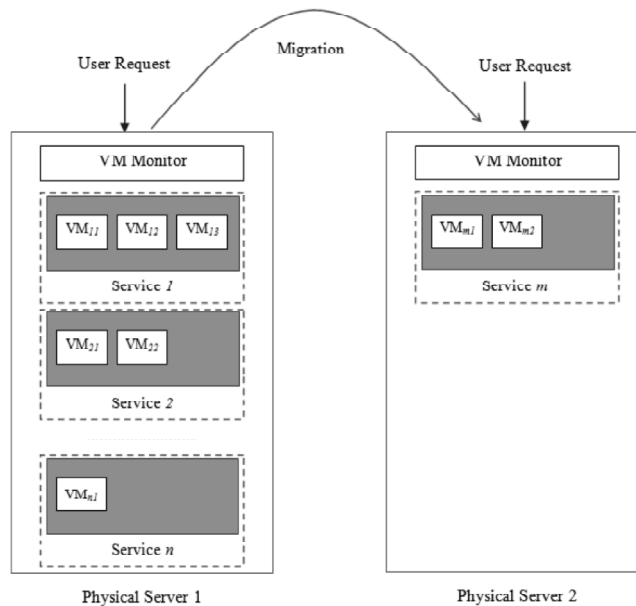 User Request
Migration
User Request
VM Monitor
VM11 VM12 VM13
Service 1
VM21 VM22
Service 2
VMn1
Service n
Physical Server 1
VM Monitor
VMm1 VMm2
Service m
Physical Server 2